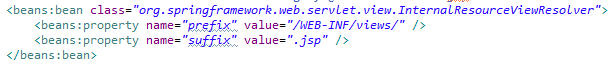 <beans:bean class="org.springframework.web.servlet.view.InternalResourceViewResolver">
<beans:property name="prefix" value="/WEB-INF/views/" />
<beans:property name="suffix" value=".jsp" />
</beans:bean>